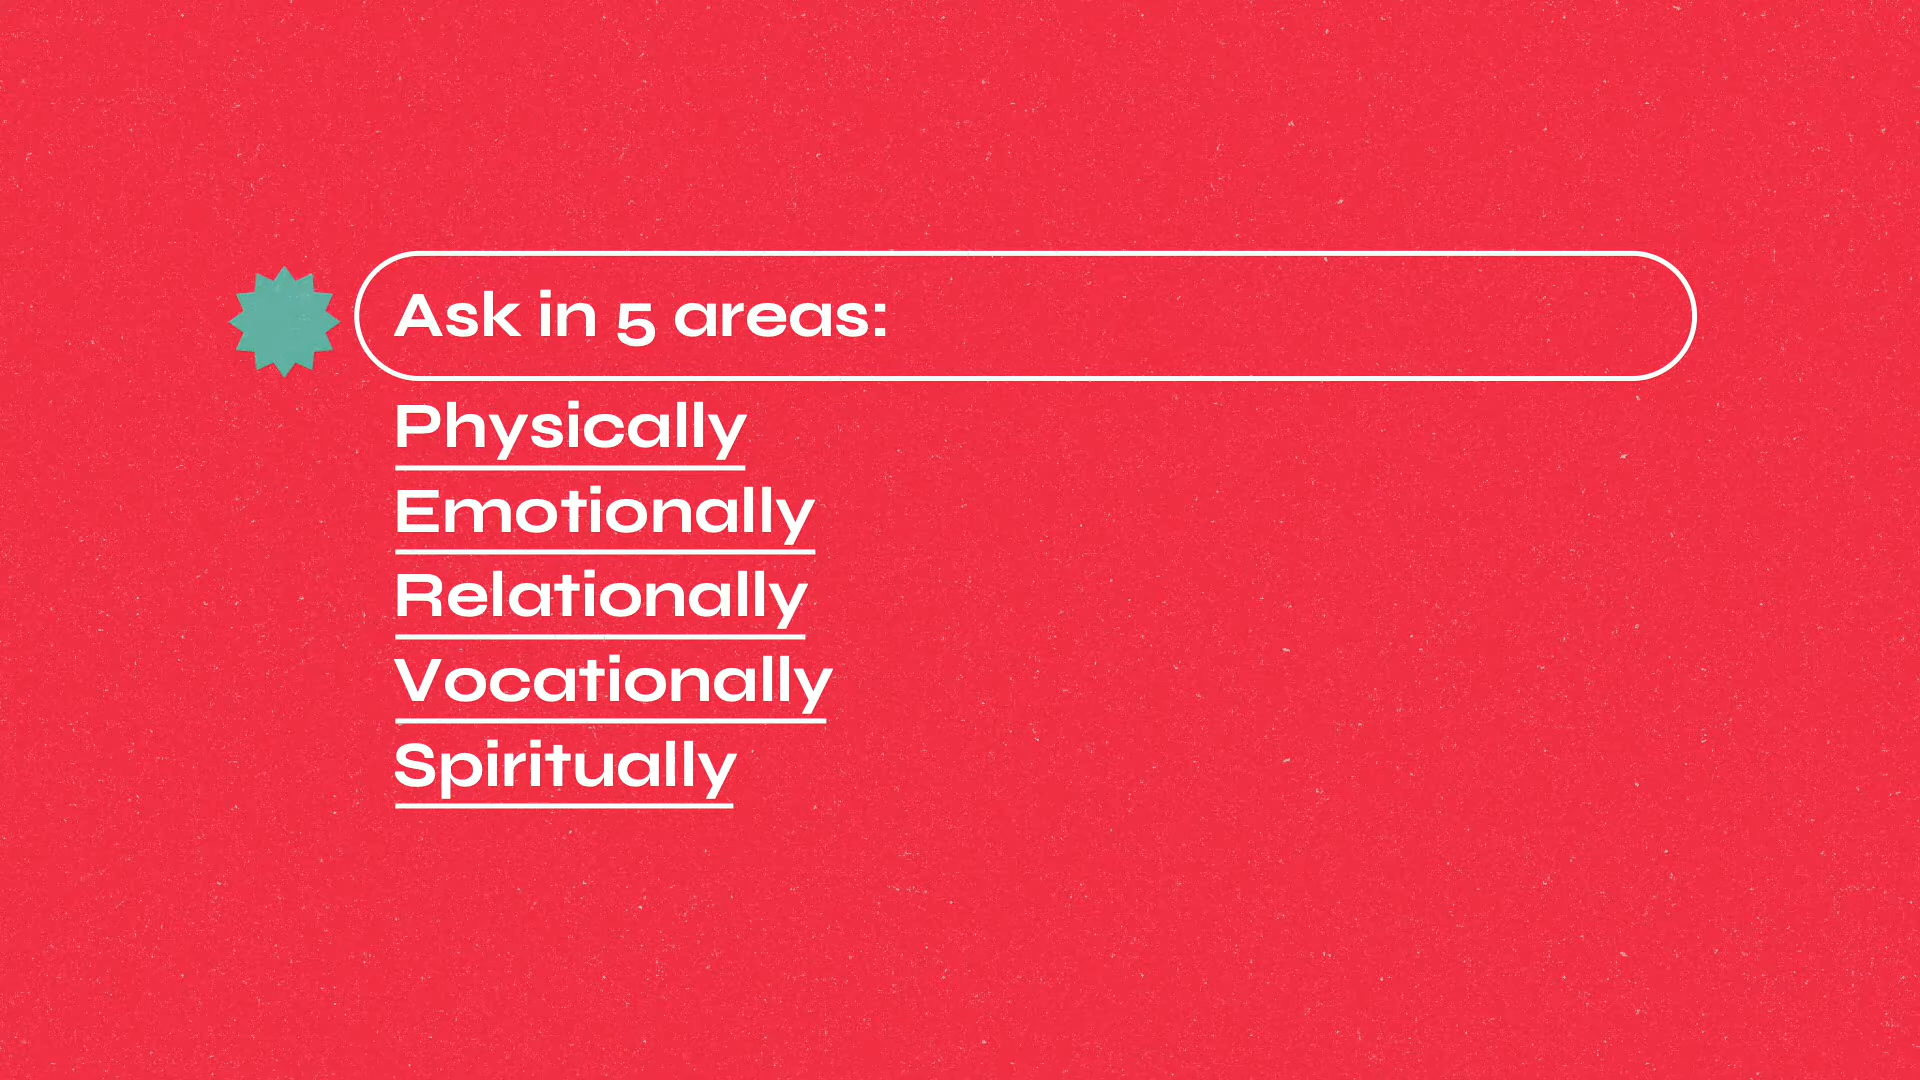 Ask in 5 areas:
Physically
Emotionally
Relationally
Vocationally
Spiritually